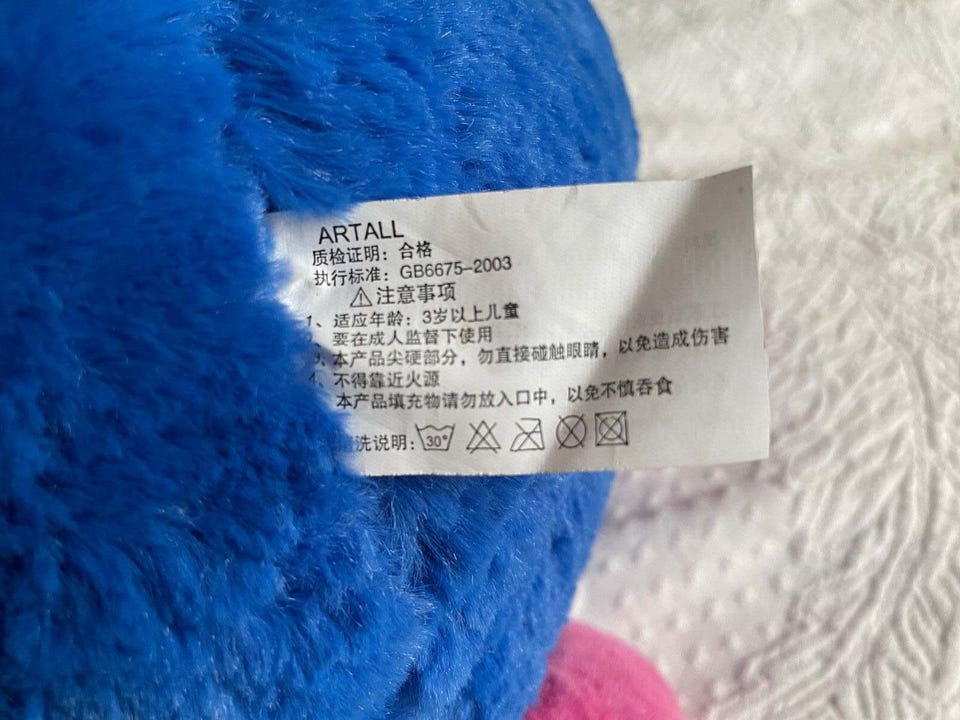 ARTALL
质检证明：合格
执行标准：GB6675-2003
⚠注意事项
1、适应年龄：3岁以上儿童
、要在成人监督下使用
3、本产品尖硬部分，勿直接碰触眼睛，以免造成伤害
4、不得靠近火源
本产品填充物请勿放入口中，以免不慎吞食
洗说明：30°